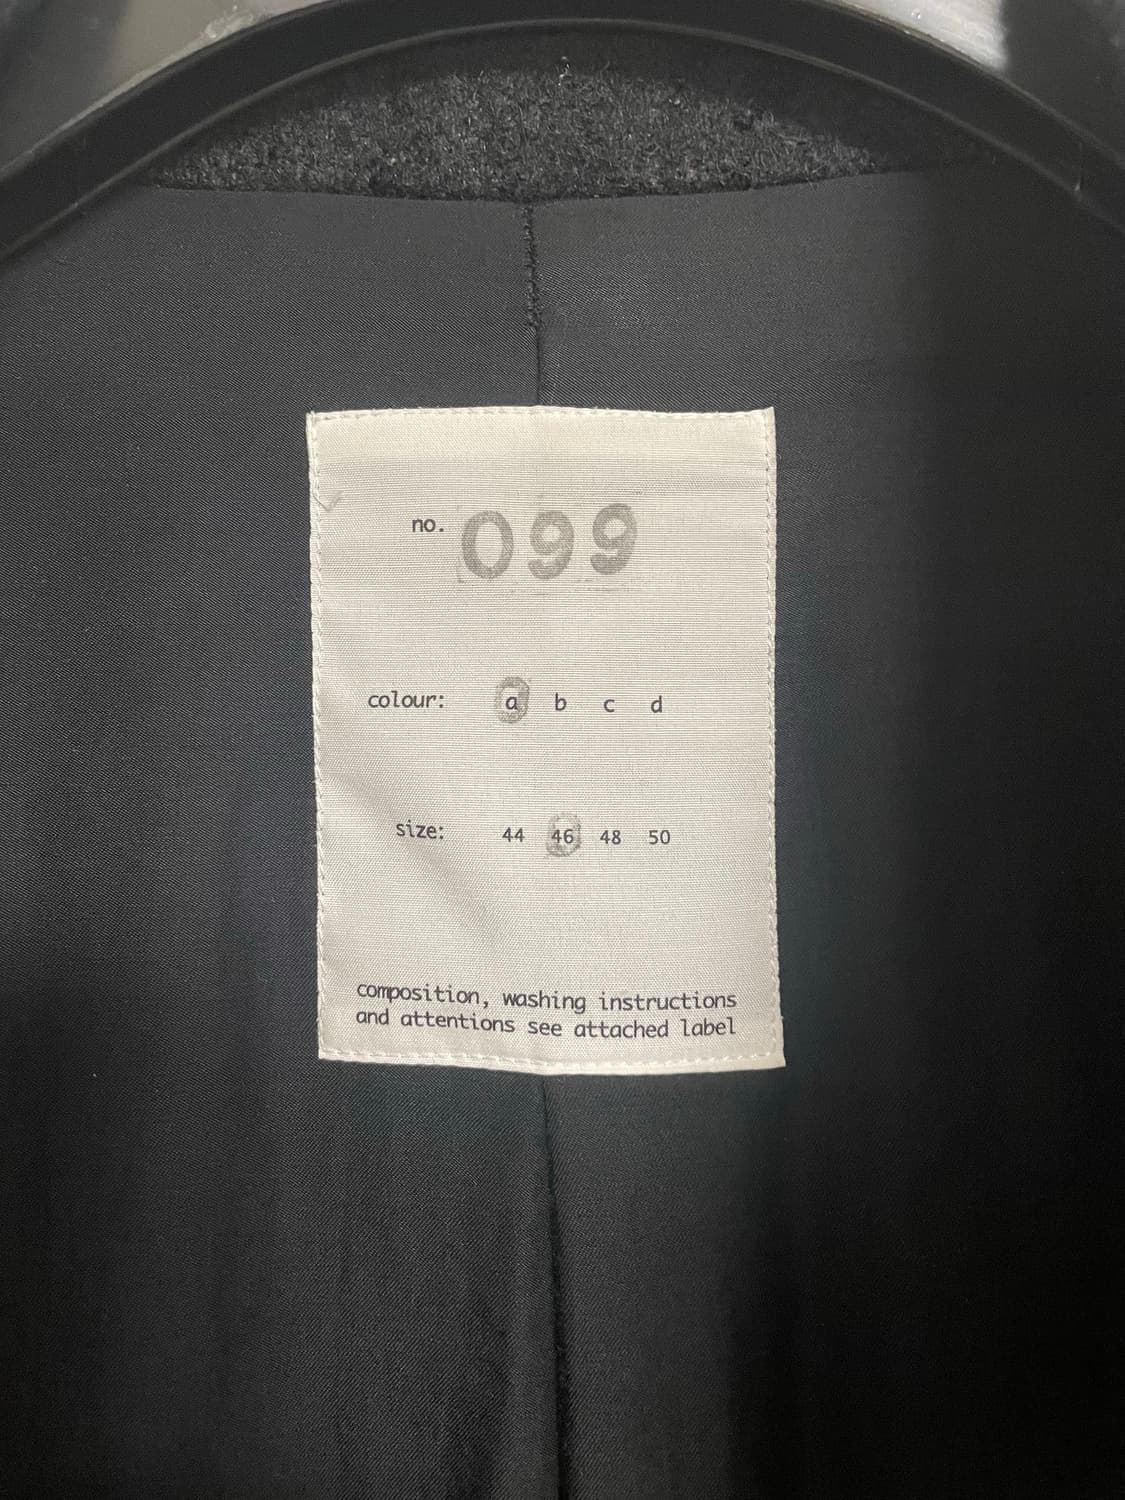 no. 099
colour: a b c d
size: 44 46 48 50
composition, washing instructions
and attentions see attached label